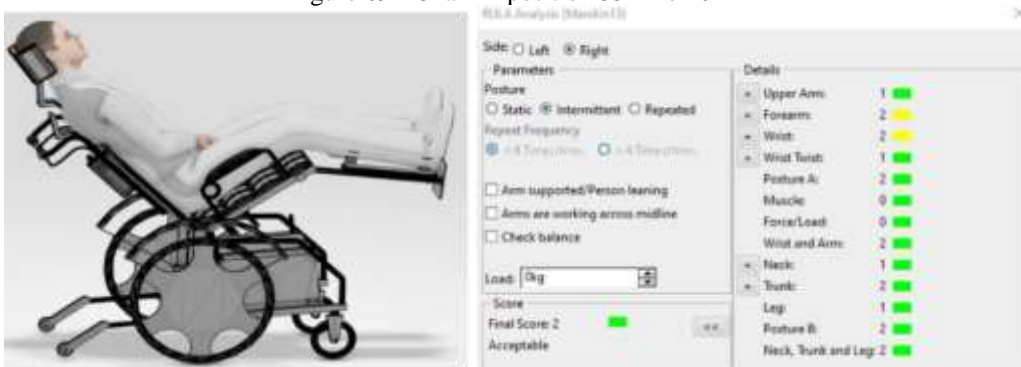 RULA Analysis (Manikin13)
Side: Left Right
Parameters
Posture
Static Intermittant Repeated
Repeat Frequency
Arm supported/Person leaning
Arms are working across midline
Check balance
Load: 0kg
Score
Final Score: 2
<<
Acceptable
Details
+ Upper Arm: 1
+ Forearm: 2
+ Wrist: 2
+ Wrist Twist: 1
Posture A: 2
Muscle: 0
Force/Load: 0
Wrist and Arm: 2
+ Neck: 1
+ Trunk: 2
Leg: 1
Posture B: 2
Neck, Trunk and Leg: 2